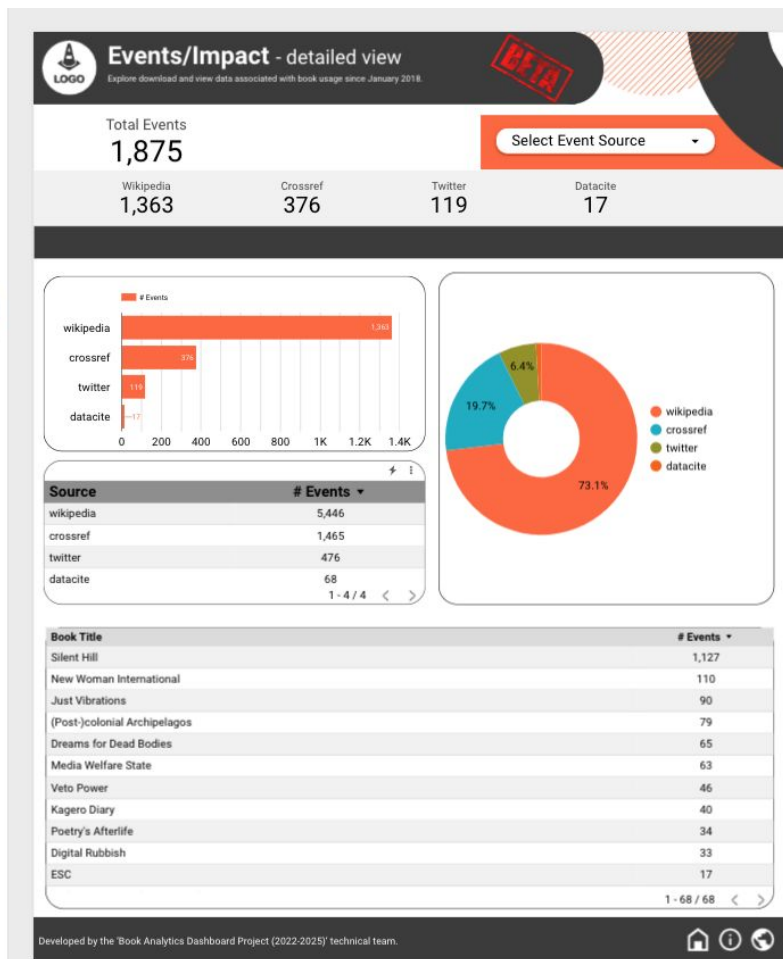 LOGO
Events/Impact - detailed view
Explore download and view data associated with book usage since January 2018.
BETA
Total Events
1,875
Select Event Source
Wikipedia Crossref Twitter Datacite
1,363 376 119 17
# Events
wikipedia 1,363
crossref 376
twitter 119
datacite 17
0 200 400 600 800 1K 1.2K 1.4K
Source # Events
wikipedia 5,446
crossref 1,465
twitter 476
datacite 68
1 - 4 / 4
6.4%
19.7%
73.1%
wikipedia
crossref
twitter
datacite
Book Title # Events
Silent Hill 1,127
New Woman International 110
Just Vibrations 90
(Post-)colonial Archipelagos 79
Dreams for Dead Bodies 65
Media Welfare State 63
Veto Power 46
Kagero Diary 40
Poetry's Afterlife 34
Digital Rubbish 33
ESC 17
1 - 68 / 68
Developed by the 'Book Analytics Dashboard Project (2022-2025)' technical team.